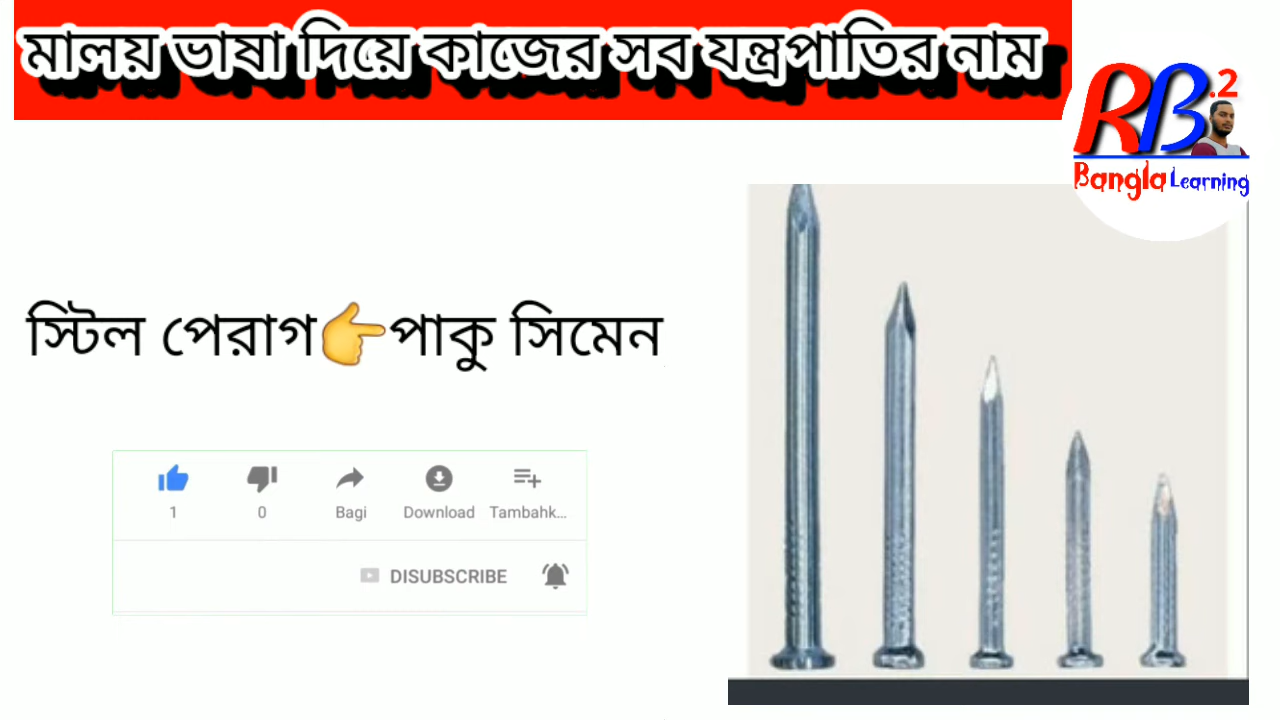 মালয় ভাষা দিয়ে কাজের সব যন্ত্রপাতির নাম
RB.2
Bangla Learning
স্টিল পেরাগ👉পাকু সিমেন
1 0 Bagi Download Tambahk...
DISUBSCRIBE